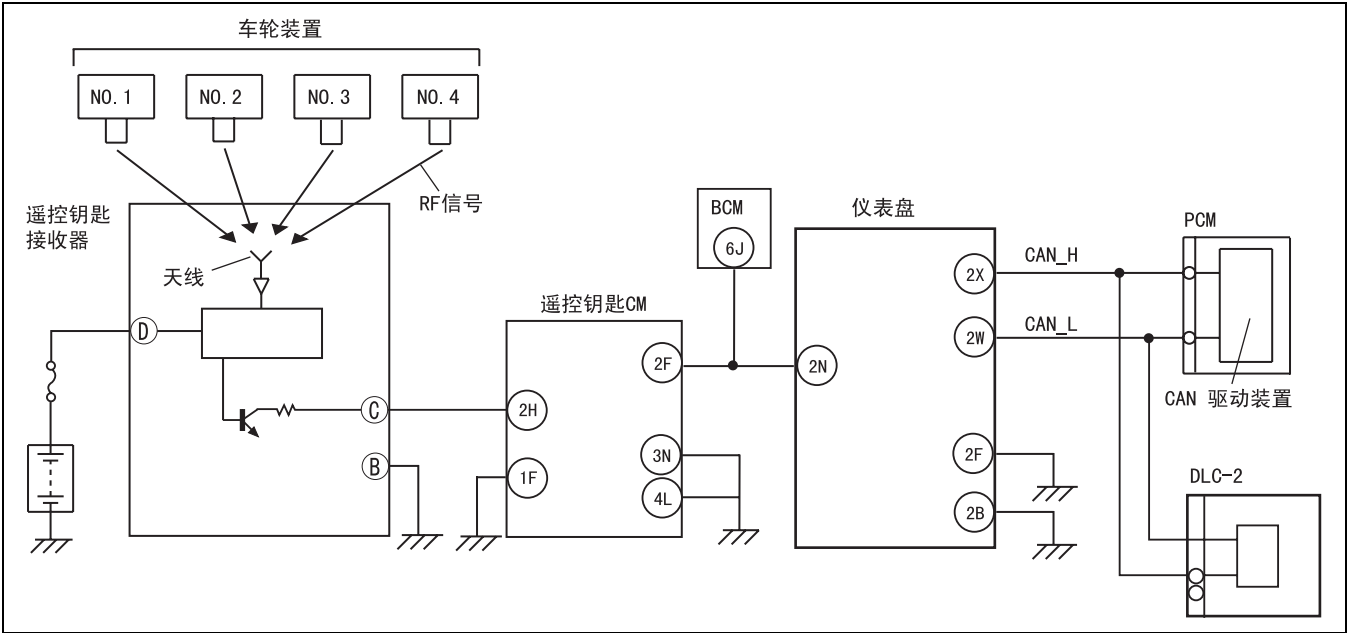 车轮装置
NO. 1
NO. 2
NO. 3
NO. 4
RF信号
遥控钥匙
接收器
天线
D
C
B
遥控钥匙CM
2H
1F
2F
3N
4L
BCM
6J
仪表盘
2N
2X
2W
2F
2B
CAN_H
CAN_L
PCM
CAN 驱动装置
DLC-2